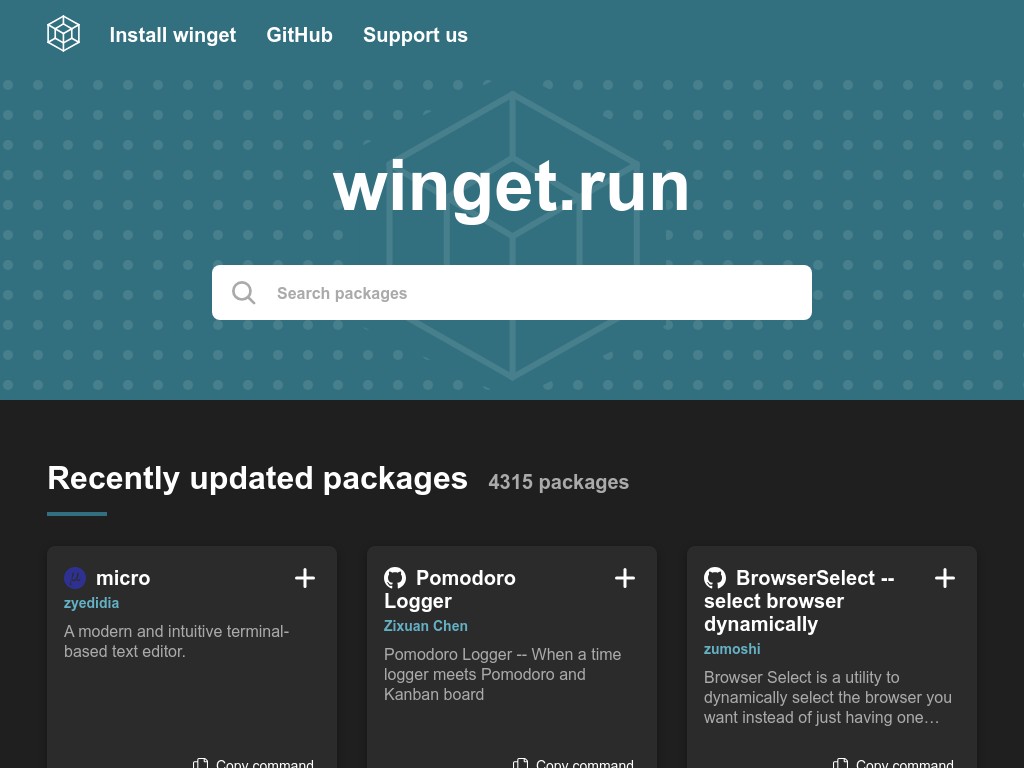 Install winget GitHub Support us
winget.run
Search packages
Recently updated packages 4315 packages
micro
zyedidia
A modern and intuitive terminal-
based text editor.
Copy command
Pomodoro
Logger
Zixuan Chen
Pomodoro Logger -- When a time
logger meets Pomodoro and
Kanban board
Copy command
BrowserSelect --
select browser
dynamically
zumoshi
Browser Select is a utility to
dynamically select the browser you
want instead of just having one…
Copy command